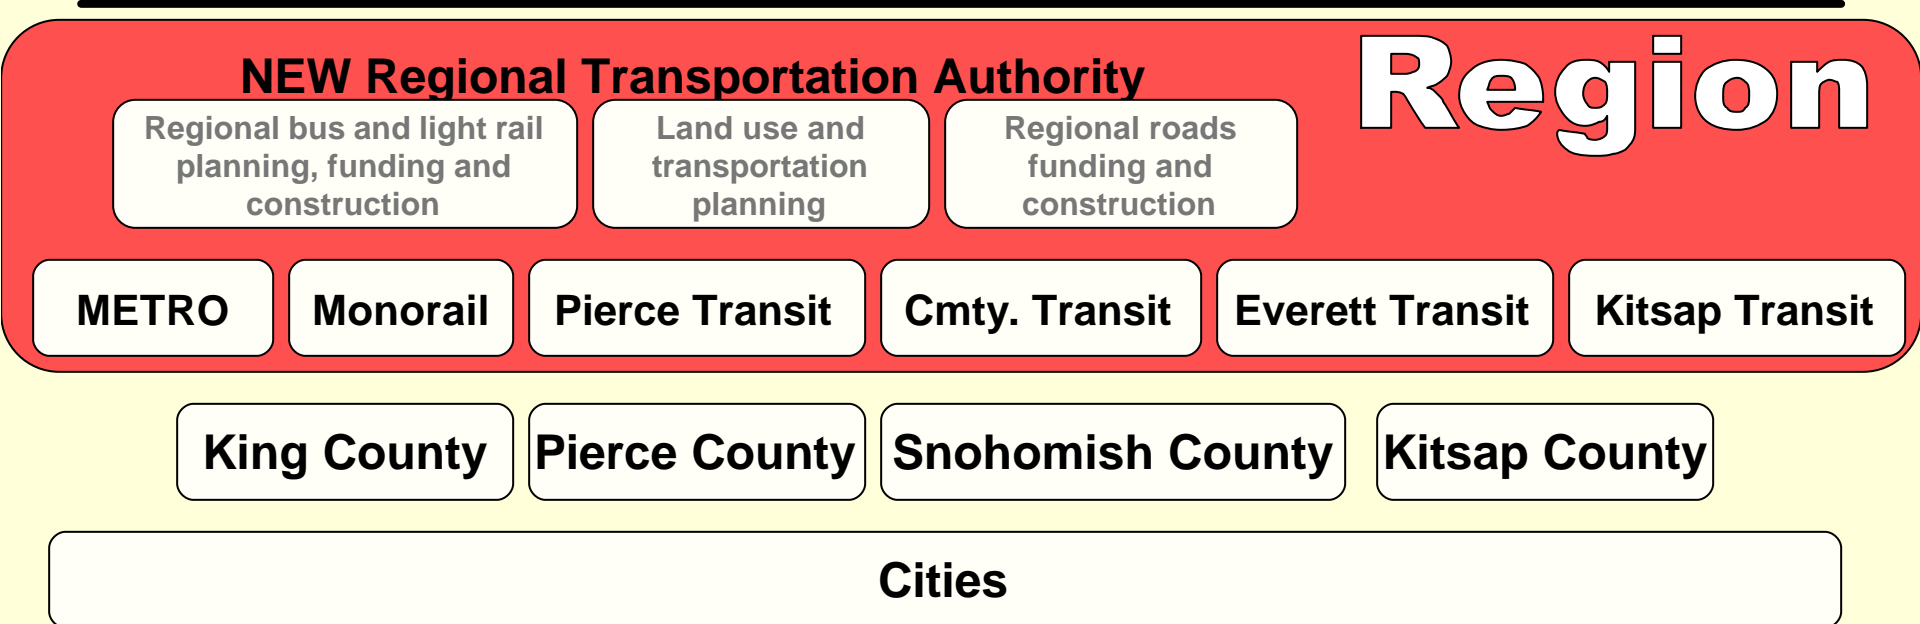 NEW Regional Transportation Authority
Region
Regional bus and light rail
planning, funding and
construction
Land use and
transportation
planning
Regional roads
funding and
construction
METRO
Monorail
Pierce Transit
Cmty. Transit
Everett Transit
Kitsap Transit
King County
Pierce County
Snohomish County
Kitsap County
Cities